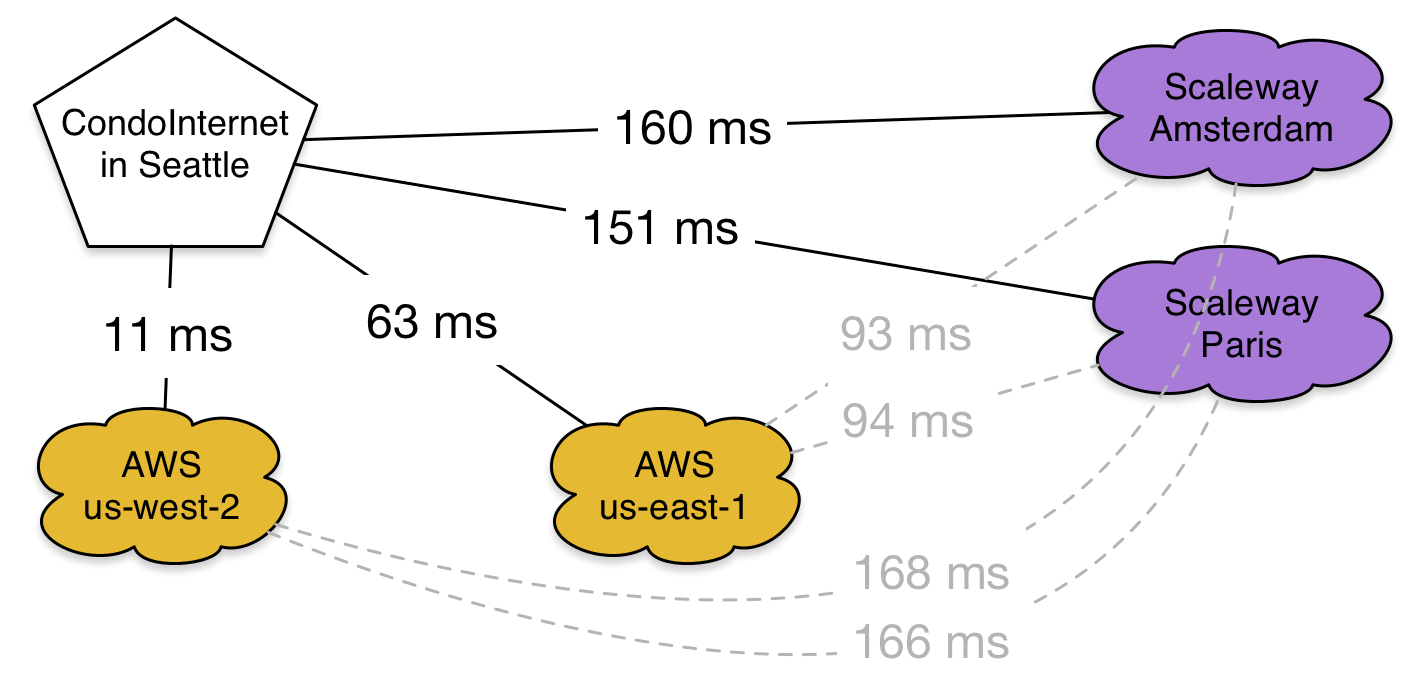 CondoInternet
in Seattle
160 ms
Scaleway
Amsterdam
151 ms
11 ms
63 ms
93 ms
Scaleway
Paris
94 ms
AWS
us-west-2
AWS
us-east-1
168 ms
166 ms